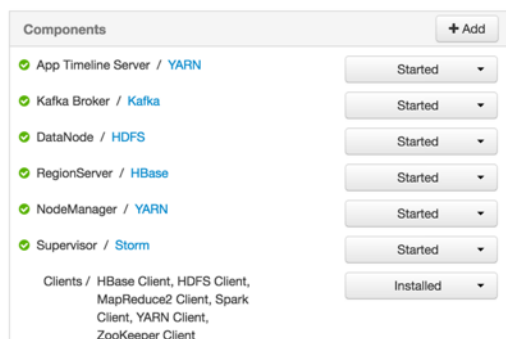 Components + Add
App Timeline Server / YARN Started
Kafka Broker / Kafka Started
DataNode / HDFS Started
RegionServer / HBase Started
NodeManager / YARN Started
Supervisor / Storm Started
Clients / HBase Client, HDFS Client, Installed
MapReduce2 Client, Spark
Client, YARN Client,
ZooKeeper Client